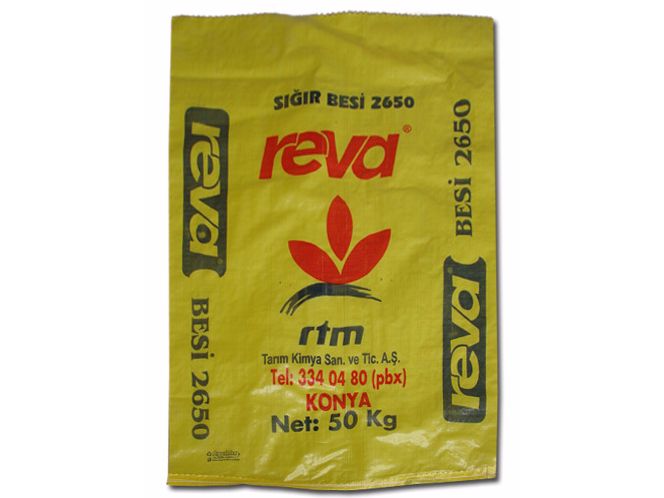 SIĞIR BESİ 2650
reva®
rtm
Tarım Kimya San. ve Tic. A.Ş.
Tel: 334 04 80 (pbx)
KONYA
Net: 50 Kg
reva
BESİ 2650
BESİ 2650
reva